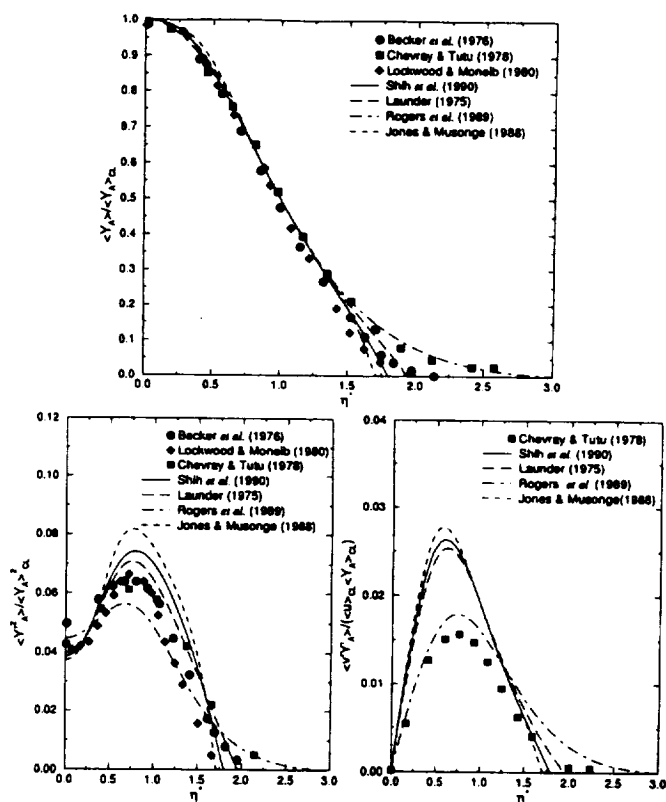 1.0
0.9
0.8
0.7
0.6
0.5
0.4
0.3
0.2
0.1
0.0
0.0 0.5 1.0 1.5 2.0 2.5 3.0
<Y_A>/<Y_A>_CL
η*
Becker et al. (1976)
Chevray & Tutu (1978)
Lockwood & Moneib (1980)
Shih et al. (1990)
Launder (1975)
Rogers et al. (1989)
Jones & Musonge (1988)
0.12
0.10
0.08
0.06
0.04
0.02
0.00
0.0 0.5 1.0 1.5 2.0 2.5 3.0
<Y'^2_A>/<Y_A>^2_CL
η*
Becker et al. (1976)
Lockwood & Moneib (1980)
Chevray & Tutu (1978)
Shih et al. (1990)
Launder (1975)
Rogers et al. (1989)
Jones & Musonge (1988)
0.04
0.03
0.02
0.01
0.00
0.0 0.5 1.0 1.5 2.0 2.5 3.0
<v'Y'_A>/(<u>_CL<Y_A>_CL)
η*
Chevray & Tutu (1978)
Shih et al. (1990)
Launder (1975)
Rogers et al (1989)
Jones & Musonge(1988)